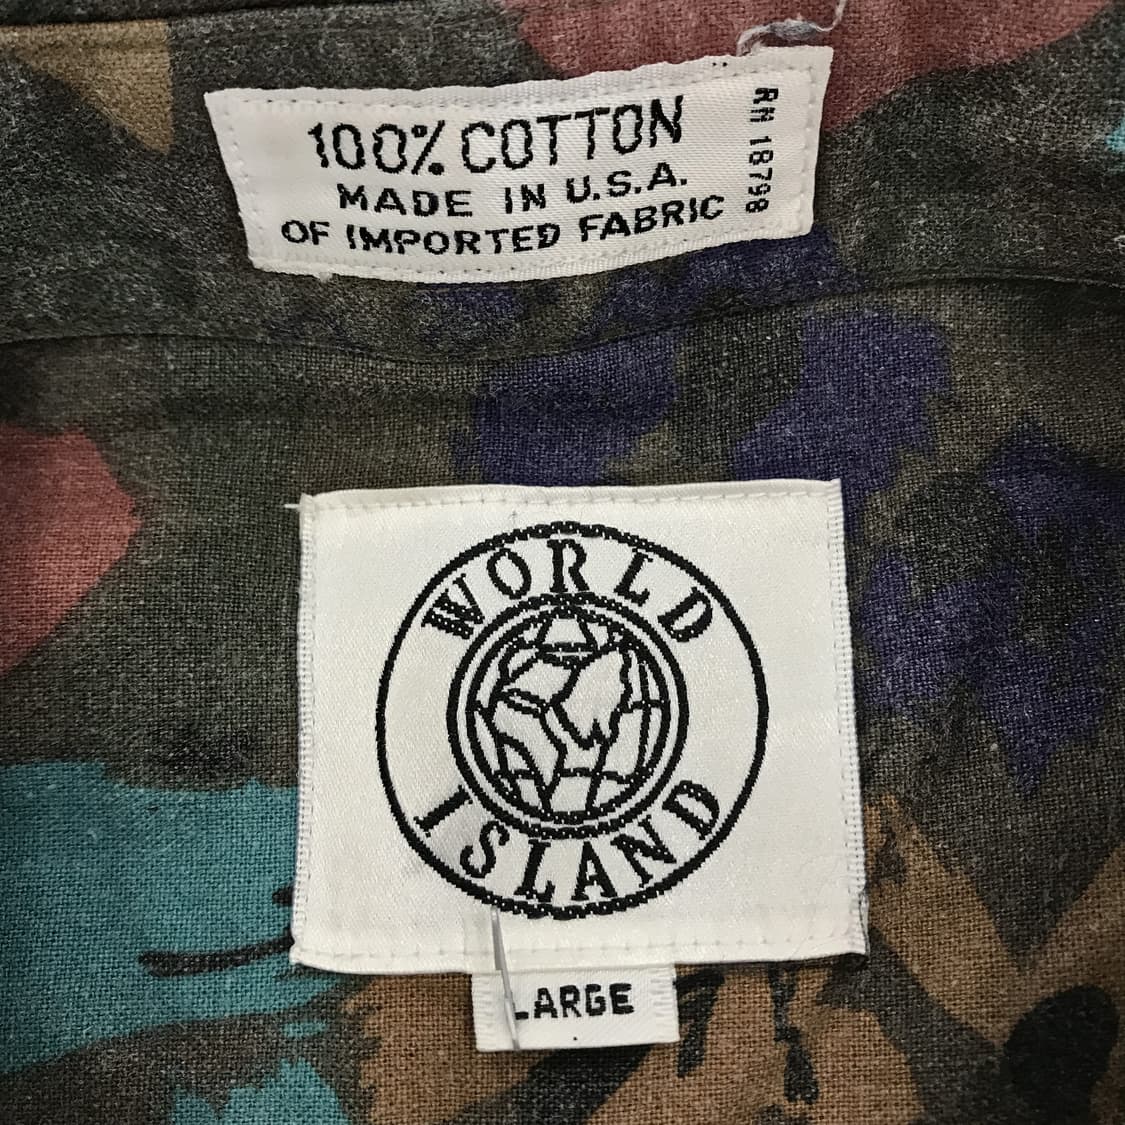 100% COTTON
MADE IN U.S.A.
OF IMPORTED FABRIC
RN 18798
WORLD
ISLAND
LARGE